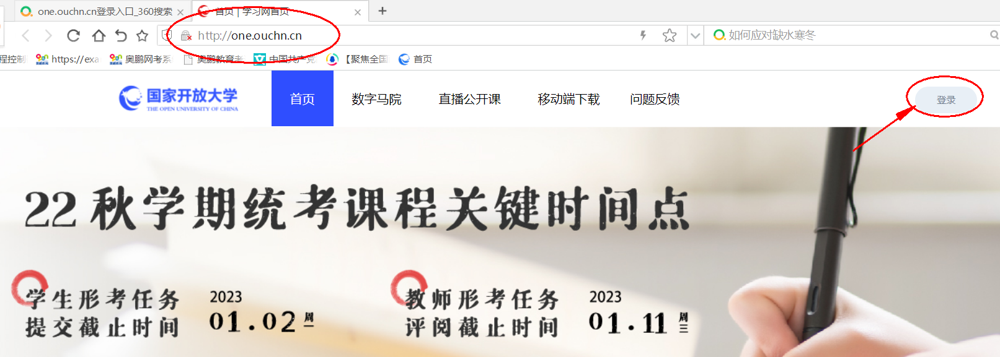 one.ouchn.cn登录入口_360搜索
首页 | 学习网首页
http://one.ouchn.cn
如何应对缺水寒冬
程控制
https://exa
奥鹏网考系
奥鹏教育考
中国共产党
【聚焦全国
首页
国家开放大学
THE OPEN UNIVERSITY OF CHINA
首页
数字马院
直播公开课
移动端下载
问题反馈
登录
22秋学期统考课程关键时间点
学生形考任务
提交截止时间
2023
01.02 周一
教师形考任务
评阅截止时间
2023
01.11 周三